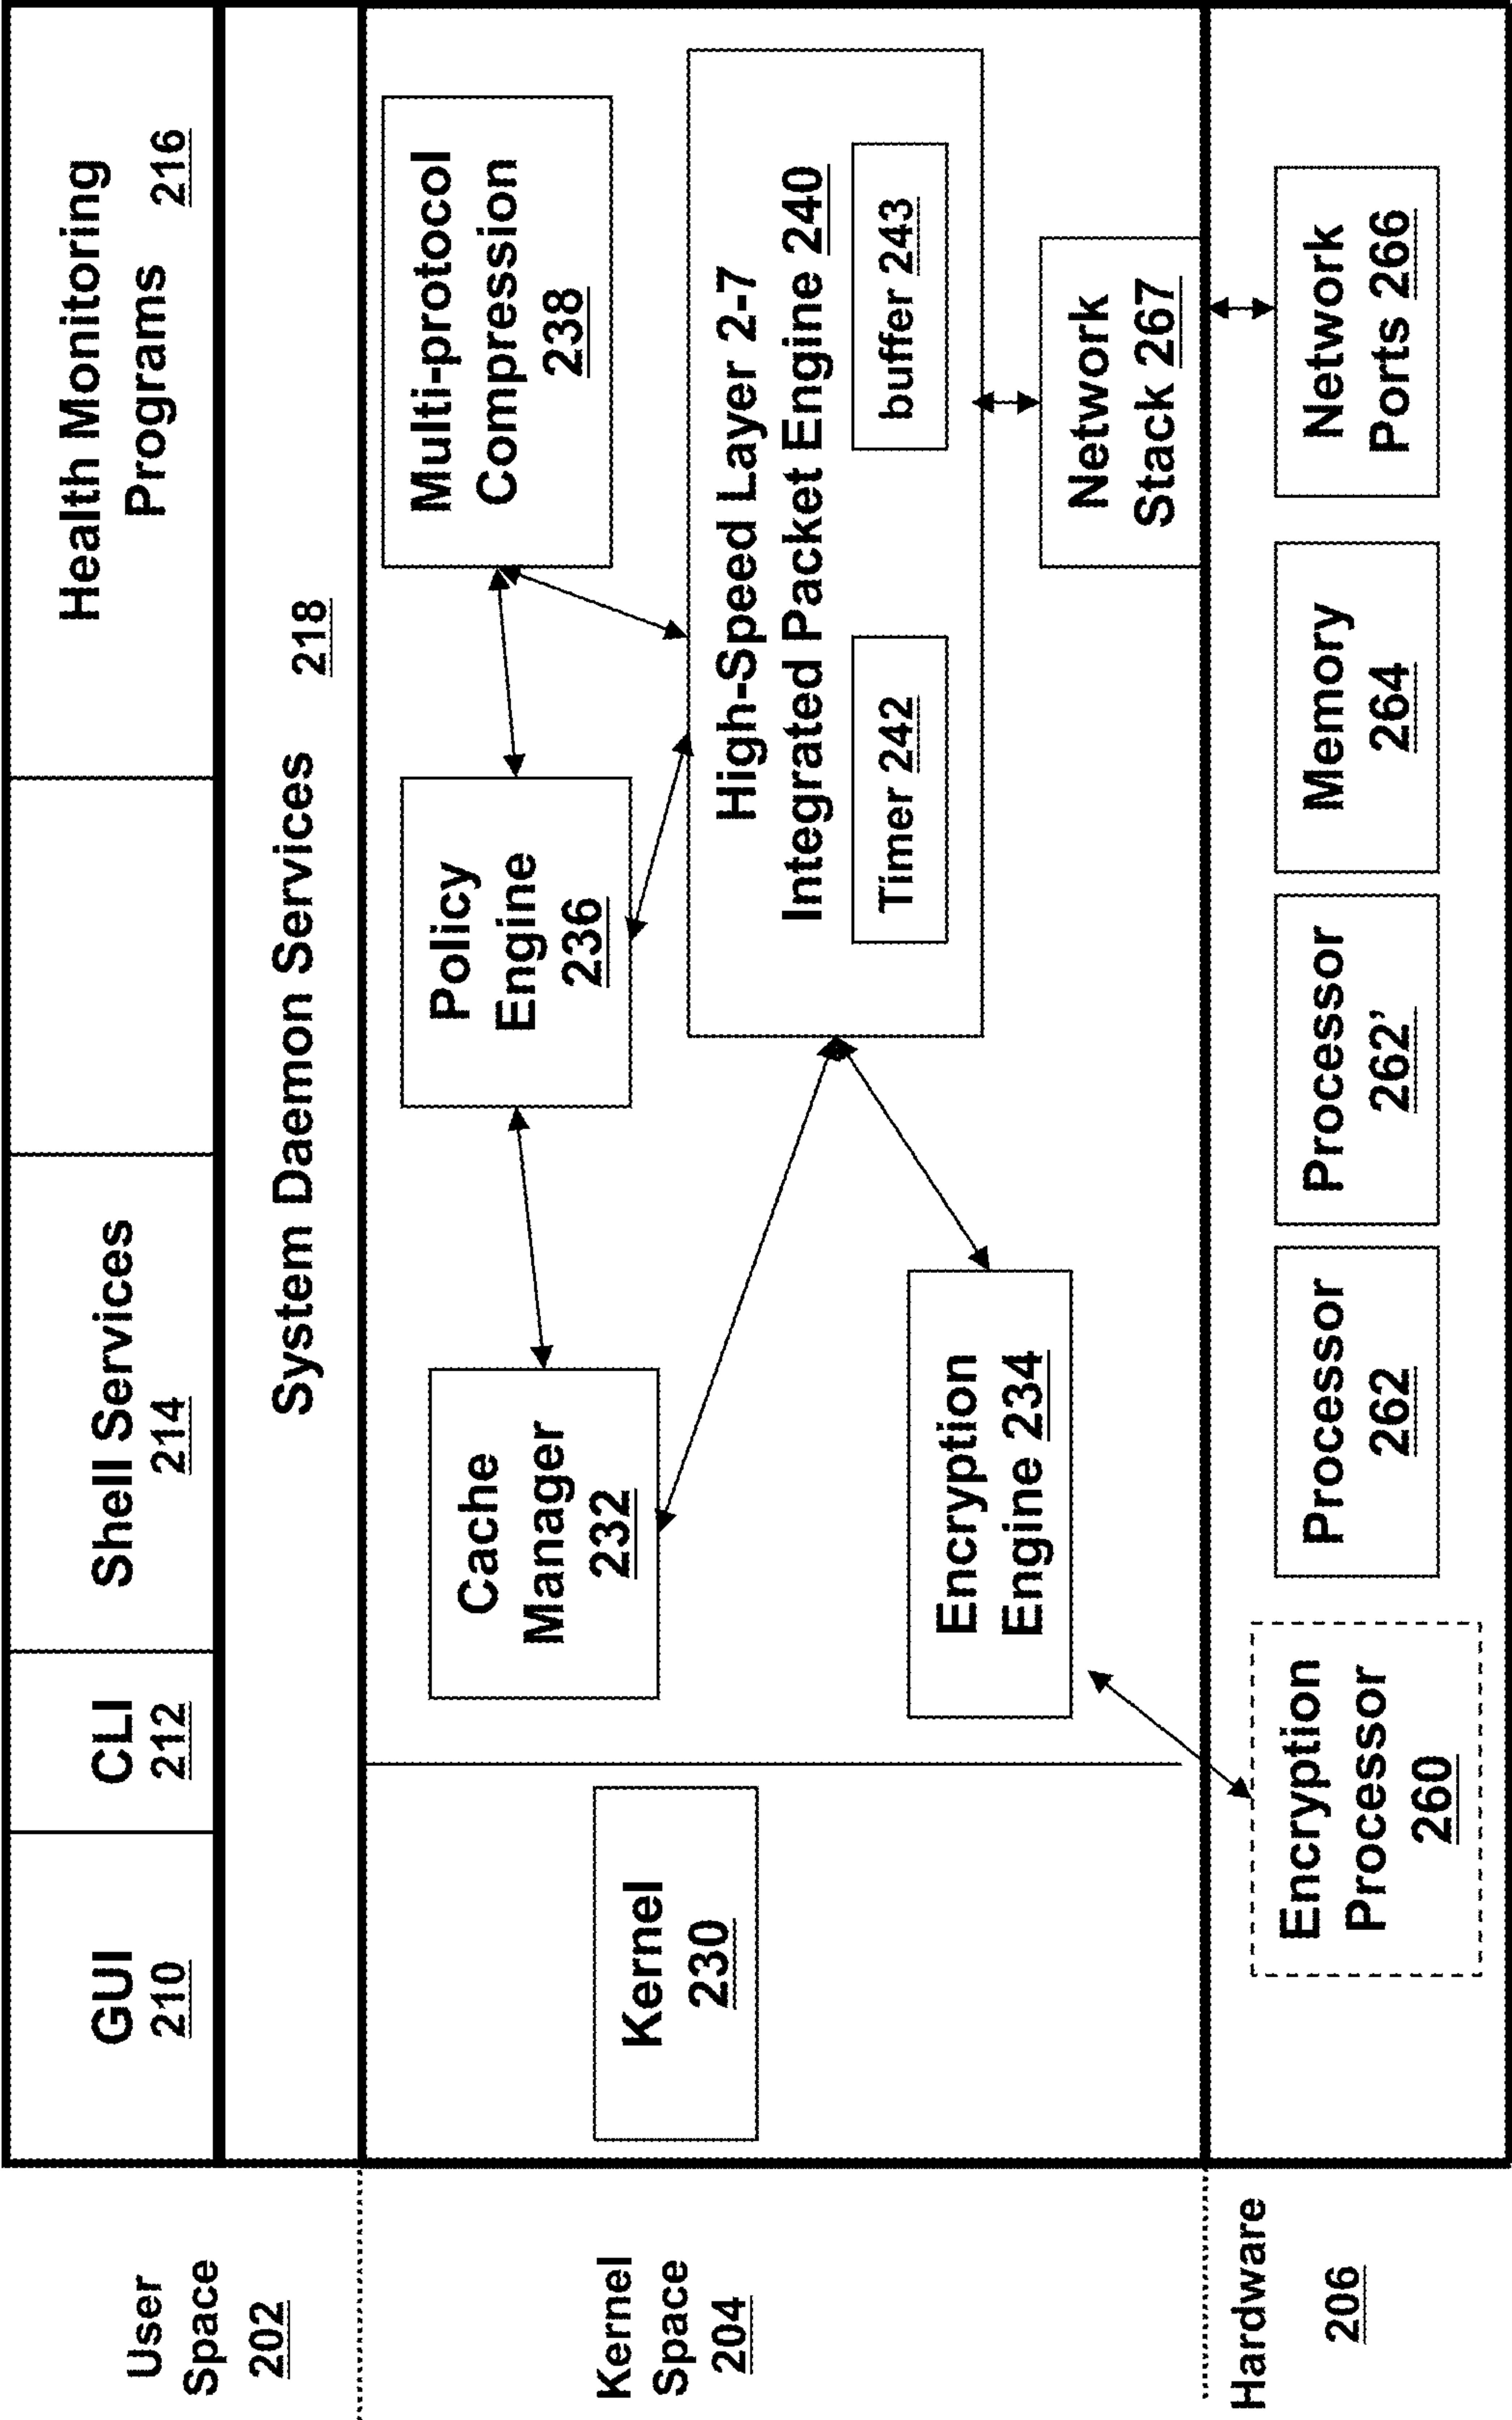 User
Space
202
GUI
210
CLI
212
Shell Services
214
Health Monitoring
Programs 216
System Daemon Services 218
Kernel
Space
204
Kernel
230
Cache
Manager
232
Policy
Engine
236
Multi-protocol
Compression
238
High-Speed Layer 2-7
Integrated Packet Engine 240
Timer 242
buffer 243
Encryption
Engine 234
Network
Stack 267
Hardware
206
Encryption
Processor
260
Processor
262
Processor
262’
Memory
264
Network
Ports 266